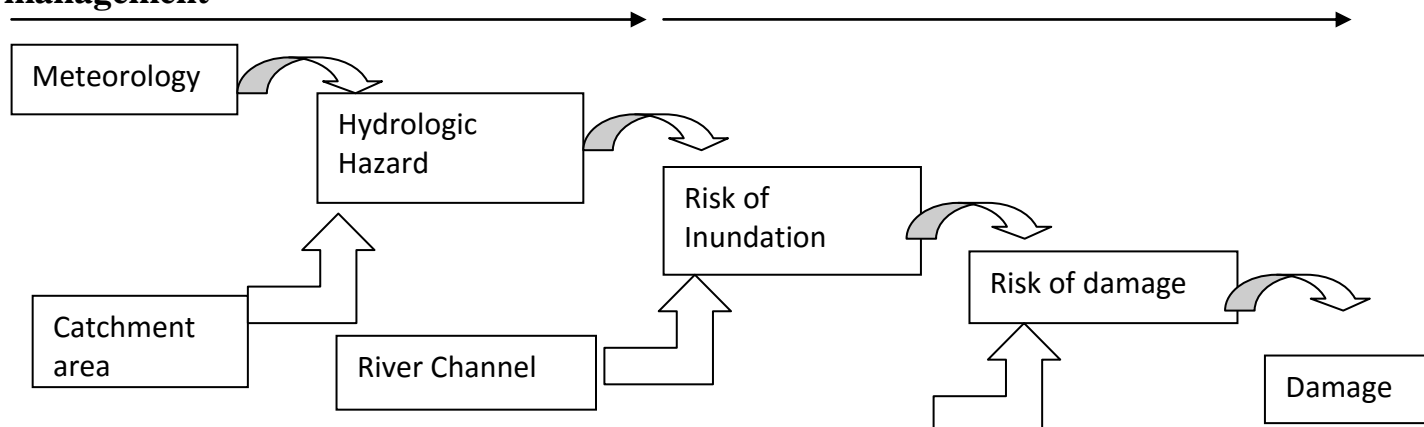 management
Meteorology
Hydrologic
Hazard
Risk of
Inundation
Risk of damage
Catchment
area
River Channel
Damage